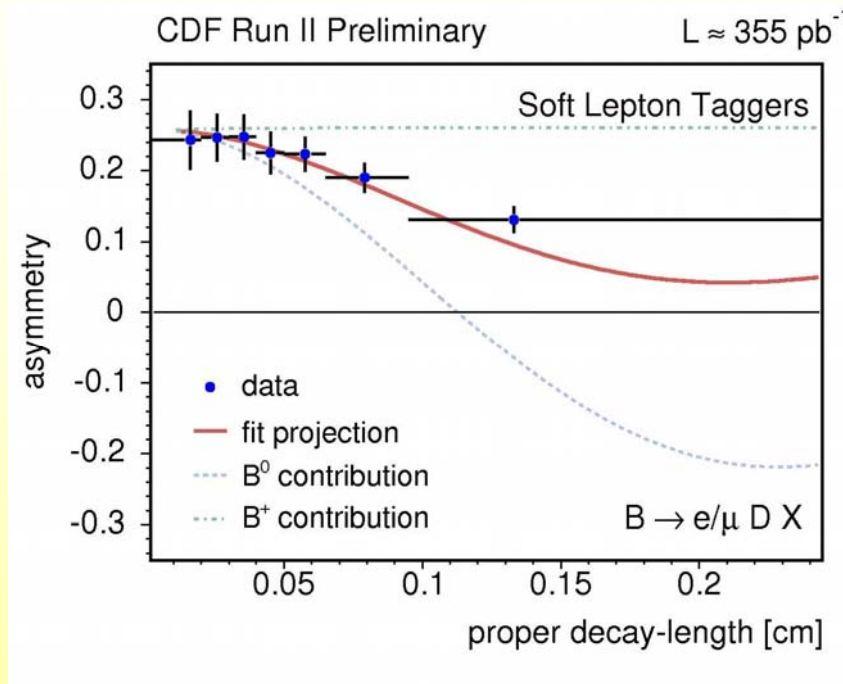 CDF Run II Preliminary L ≈ 355 pb⁻
Soft Lepton Taggers
0.3
0.2
0.1
0
-0.1
-0.2
-0.3
asymmetry
data
fit projection
B⁰ contribution
B⁺ contribution
B → e/μ D X
0.05 0.1 0.15 0.2
proper decay-length [cm]